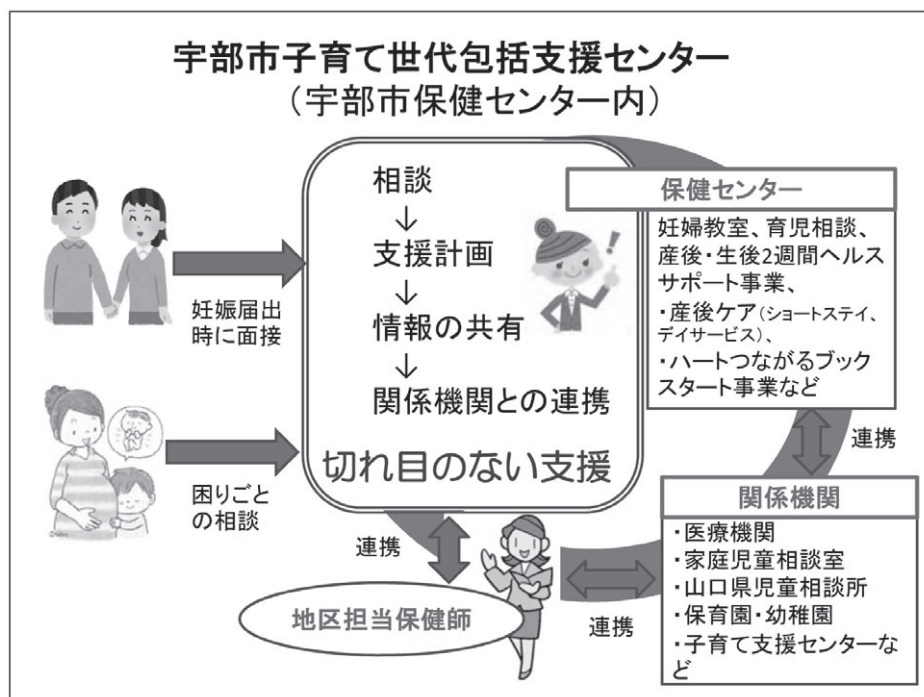 宇部市子育て世代包括支援センター
（宇部市保健センター内）
妊娠届出
時に面接
困りごと
の相談
相談
↓
支援計画
↓
情報の共有
↓
関係機関との連携
切れ目のない支援
保健センター
妊婦教室、育児相談、
産後・生後2週間ヘルス
サポート事業、
・産後ケア（ショートステイ、
デイサービス）、
・ハートつながるブック
スタート事業など
連携
関係機関
・医療機関
・家庭児童相談室
・山口県児童相談所
・保育園・幼稚園
・子育て支援センターな
ど
連携
連携
地区担当保健師